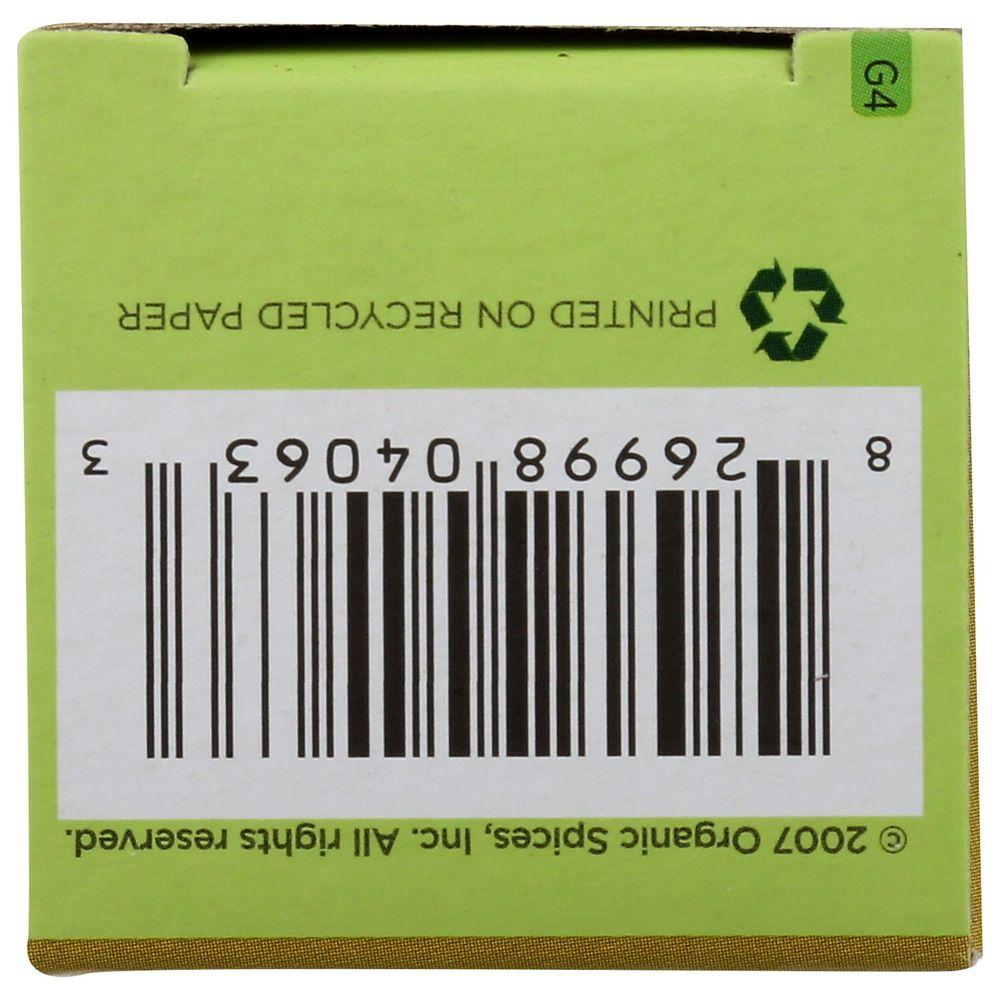 © 2007 Organic Spices, Inc. All rights reserved.
8 26998 04063 3
PRINTED ON RECYCLED PAPER
G4